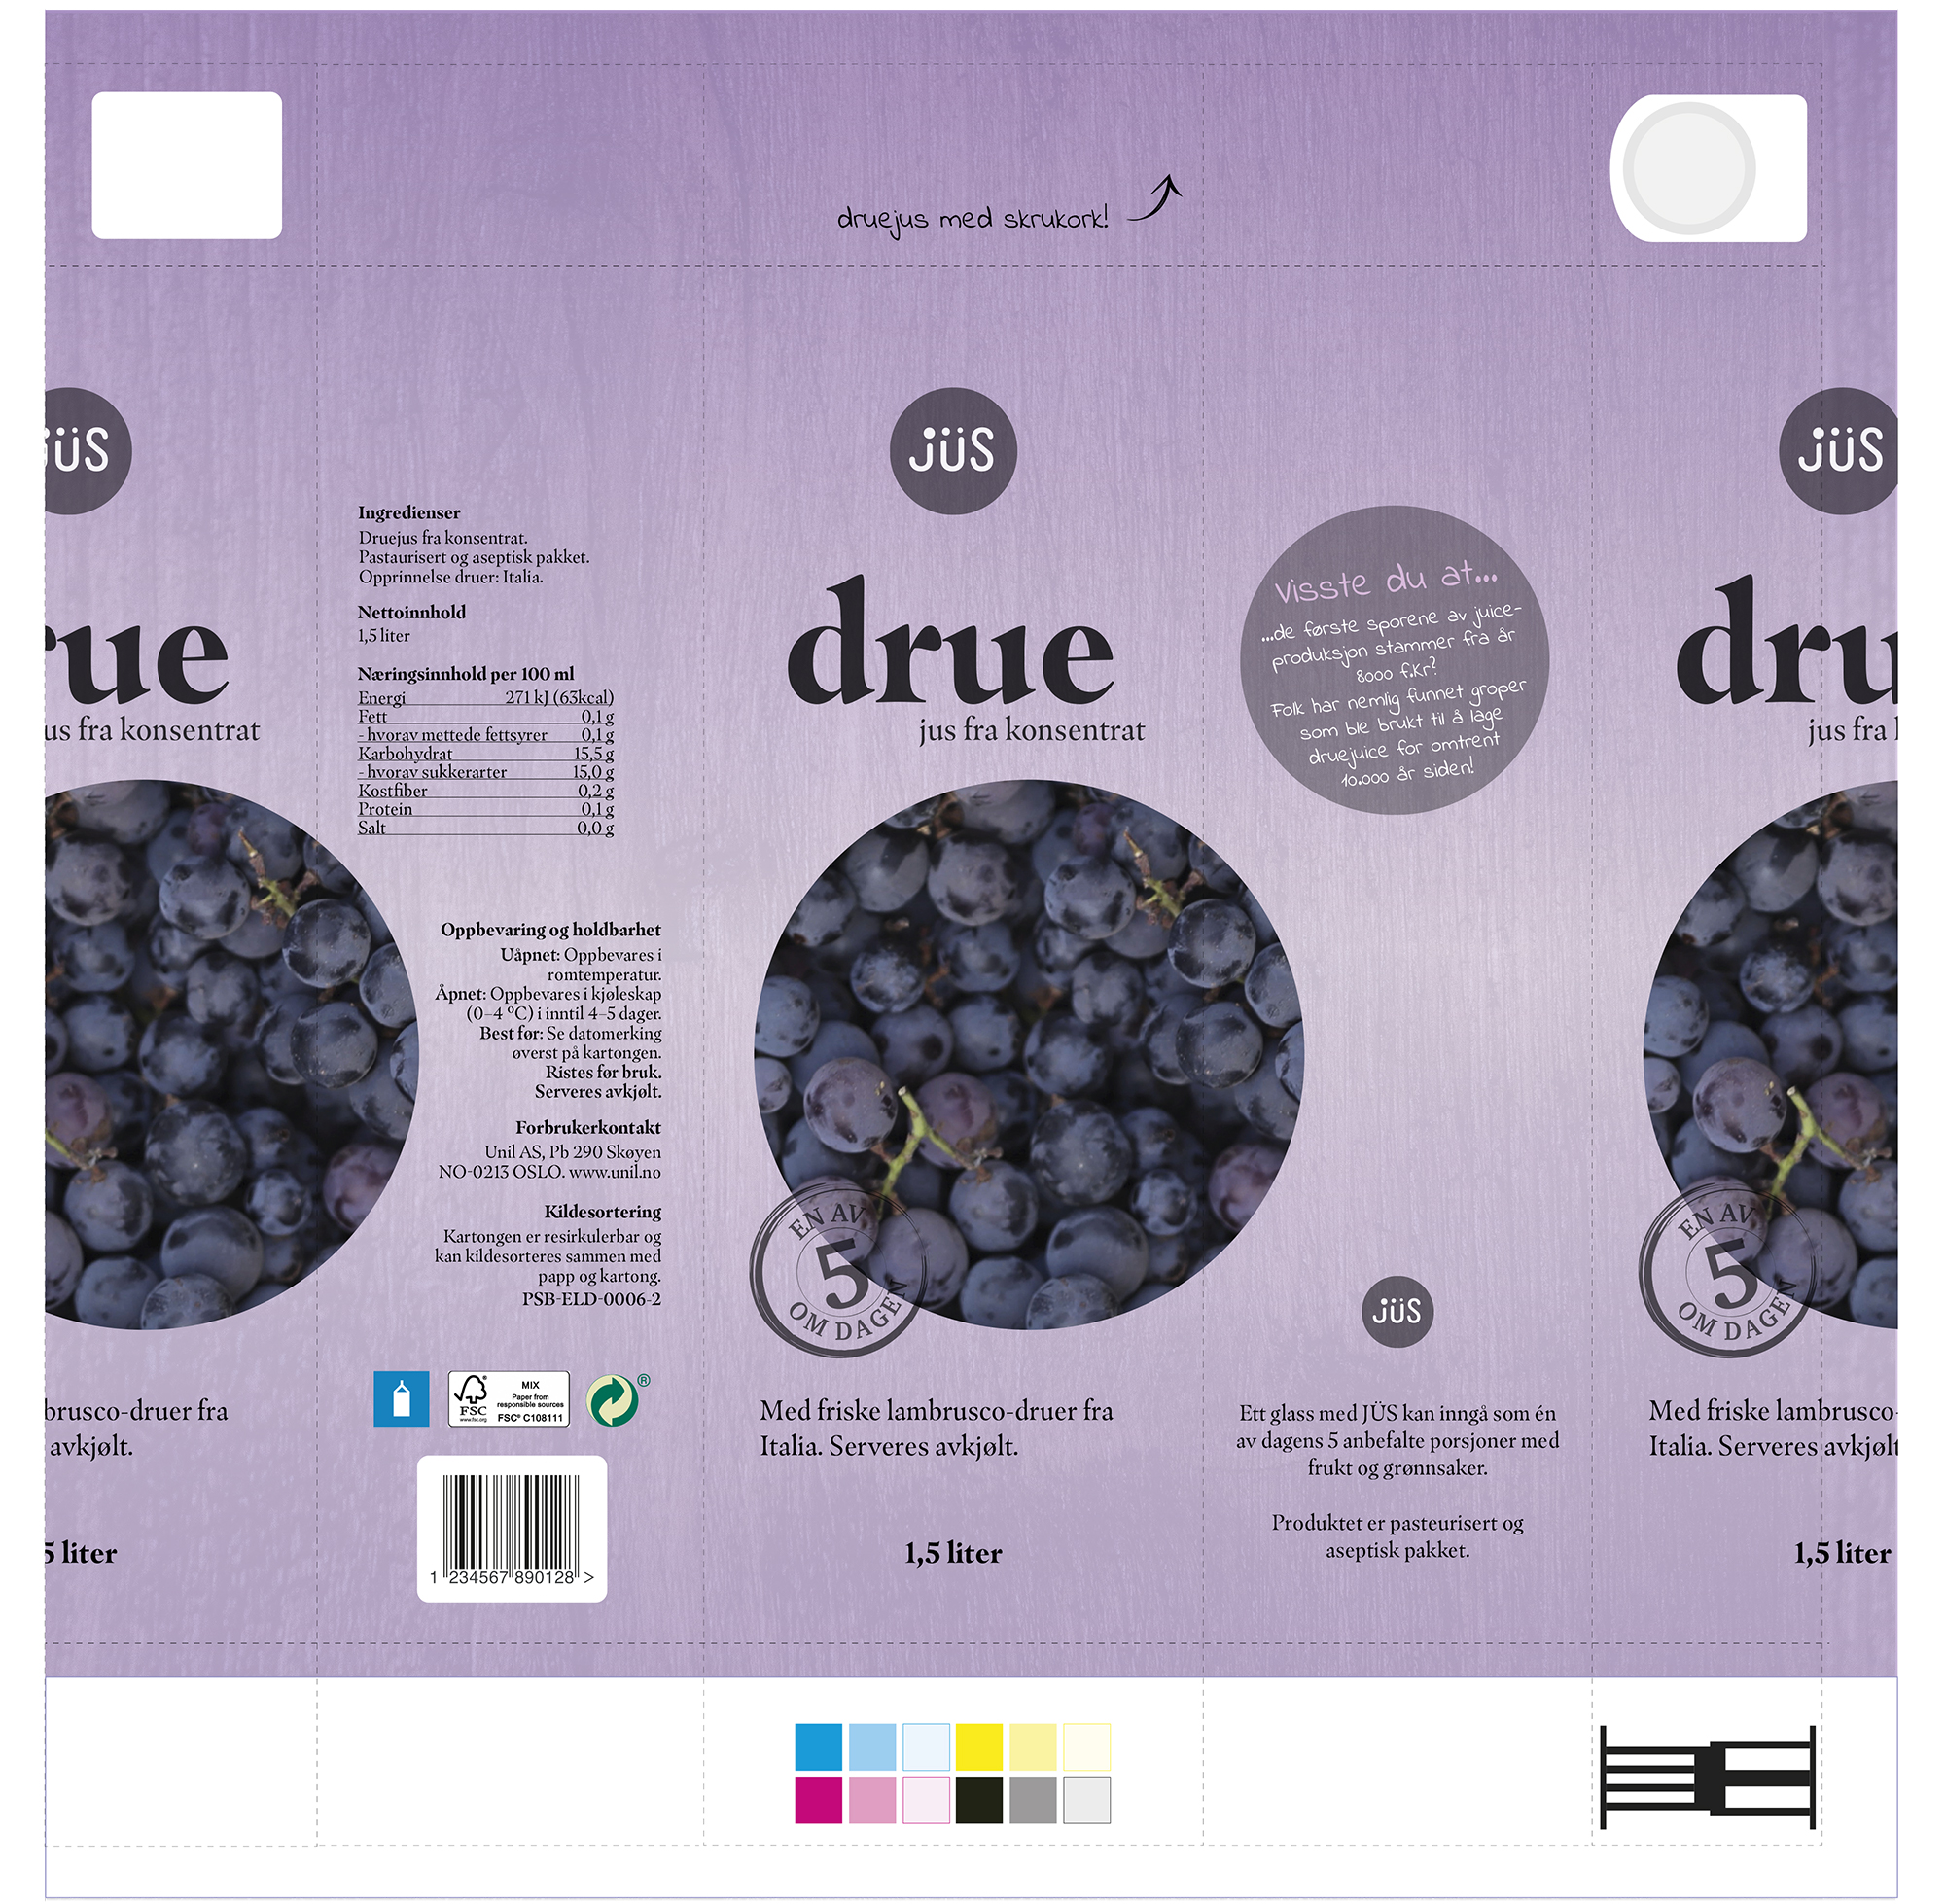 druejus med skrukork!
JÜS
rue
jus fra konsentrat
brusco-druer fra
avkjølt.
5 liter
Ingredienser
Druejus fra konsentrat.
Pastaurisert og aseptisk pakket.
Opprinnelse druer: Italia.
Nettoinnhold
1,5 liter
Næringsinnhold per 100 ml
Energi 271 kJ (63kcal)
Fett 0,1 g
- hvorav mettede fettsyrer 0,1 g
Karbohydrat 15,5 g
- hvorav sukkerarter 15,0 g
Kostfiber 0,2 g
Protein 0,1 g
Salt 0,0 g
Oppbevaring og holdbarhet
Uåpnet: Oppbevares i
romtemperatur.
Åpnet: Oppbevares i kjøleskap
(0–4 ºC) i inntil 4–5 dager.
Best før: Se datomerking
øverst på kartongen.
Ristes før bruk.
Serveres avkjølt.
Forbrukerkontakt
Unil AS, Pb 290 Skøyen
NO-0213 OSLO. www.unil.no
Kildesortering
Kartongen er resirkulerbar og
kan kildesorteres sammen med
papp og kartong.
PSB-ELD-0006-2
FSC
www.fsc.org
MIX
Paper from
responsible sources
FSC® C108111
®
1 234567 890128 >
JÜS
drue
jus fra konsentrat
EN AV
5
OM DAGEN
Med friske lambrusco-druer fra
Italia. Serveres avkjølt.
1,5 liter
visste du at...
...de første sporene av juice-
produksjon stammer fra år
8000 f.Kr?
Folk har nemlig funnet groper
som ble brukt til å lage
druejuice for omtrent
10.000 år siden!
JÜS
Ett glass med JÜS kan inngå som én
av dagens 5 anbefalte porsjoner med
frukt og grønnsaker.
Produktet er pasteurisert og
aseptisk pakket.
JÜS
dru
jus fra k
EN AV
5
OM DAGEN
Med friske lambrusco-
Italia. Serveres avkjølt
1,5 liter